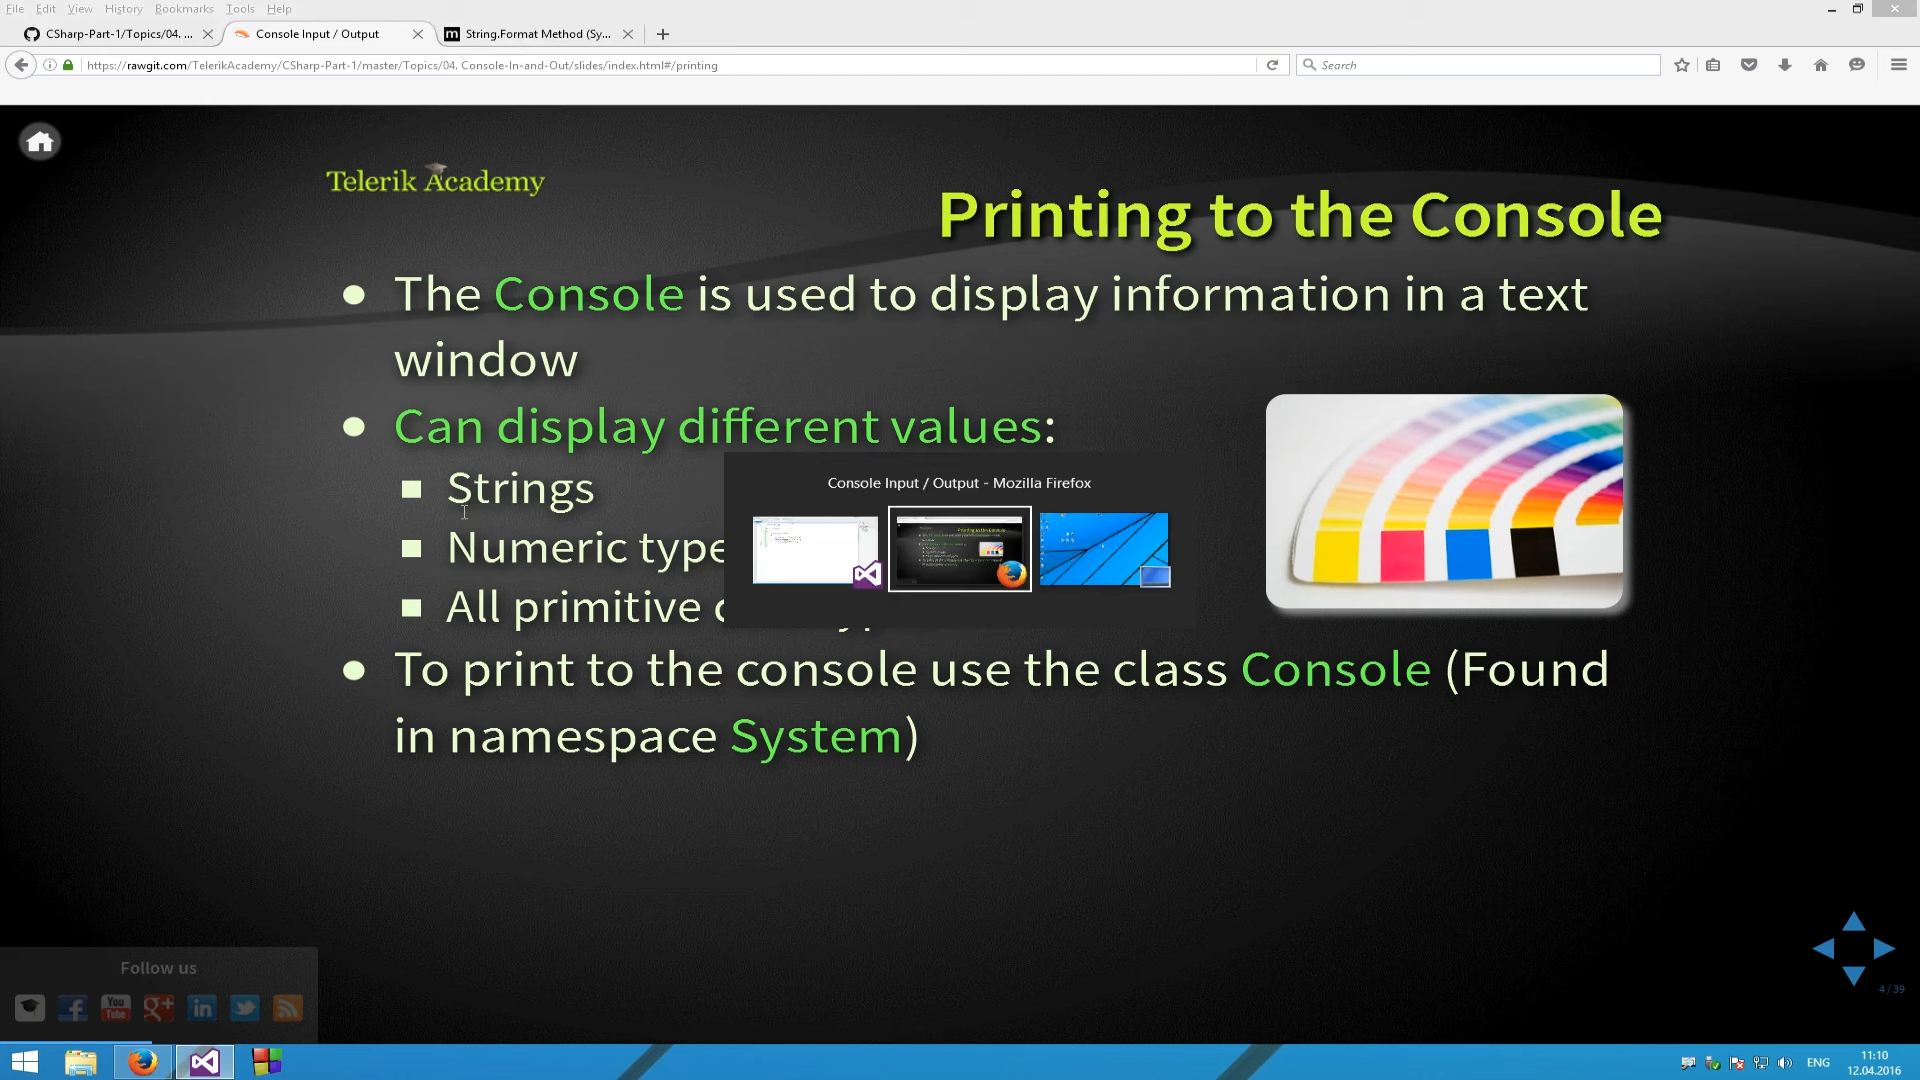 File Edit View History Bookmarks Tools Help
CSharp-Part-1/Topics/04. ...
Console Input / Output
String.Format Method (Sy...
https://rawgit.com/TelerikAcademy/CSharp-Part-1/master/Topics/04. Console-In-and-Out/slides/index.html#/printing
Search
Telerik Academy
Printing to the Console
The Console is used to display information in a text
window
Can display different values:
Strings
Numeric type
All primitive
To print to the console use the class Console (Found
in namespace System)
Console Input / Output - Mozilla Firefox
Follow us
You
Tube
4 / 39
ENG
11:10
12.04.2016